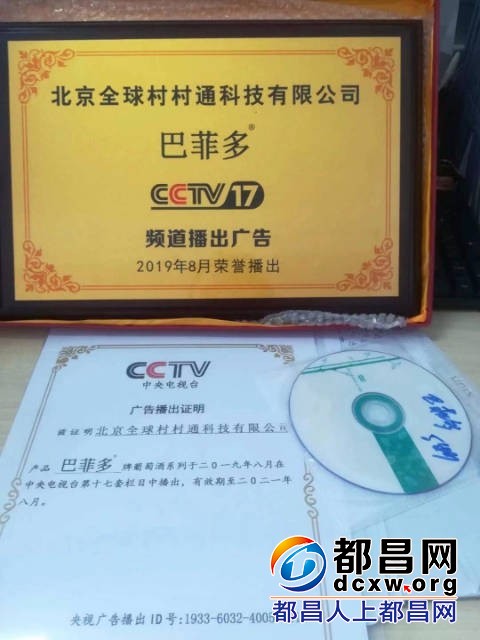 北京全球村村通科技有限公司
巴菲多®
CCTV 17
频道播出广告
2019年8月荣誉播出
CCTV
中央电视台
广告播出证明
兹证明北京全球村村通科技有限公司
产品 巴菲多 牌葡萄酒系列于二〇一九年八月在
中央电视台第十七套栏目中播出，有效期至二〇二一年
八月。
央视广告播出ID号:1933-6032-4005
都昌网
dcxw.org
都昌人上都昌网